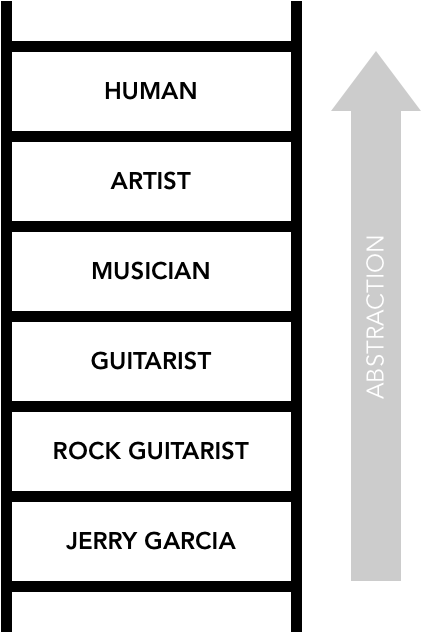 HUMAN
ARTIST
MUSICIAN
GUITARIST
ROCK GUITARIST
JERRY GARCIA
ABSTRACTION